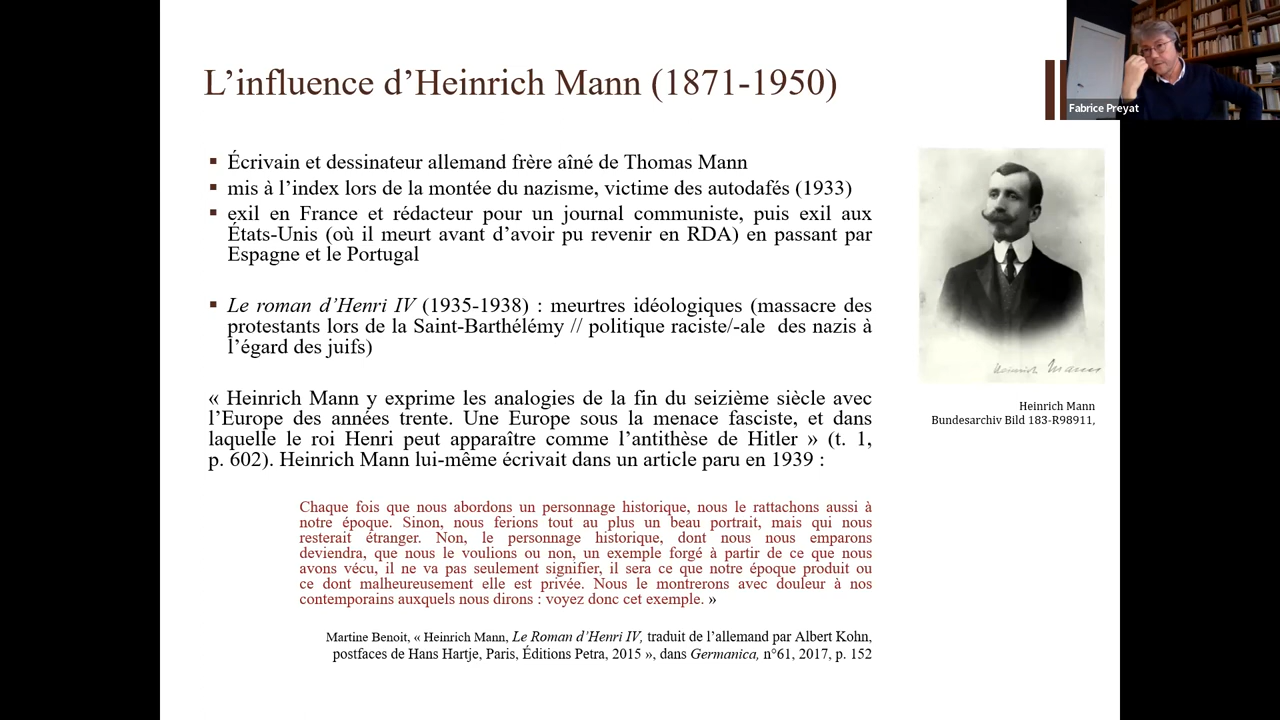 L’influence d’Heinrich Mann (1871-1950)
Fabrice Preyat
▪ Écrivain et dessinateur allemand frère aîné de Thomas Mann
▪ mis à l’index lors de la montée du nazisme, victime des autodafés (1933)
▪ exil en France et rédacteur pour un journal communiste, puis exil aux
États-Unis (où il meurt avant d’avoir pu revenir en RDA) en passant par
Espagne et le Portugal
▪ Le roman d’Henri IV (1935-1938) : meurtres idéologiques (massacre des
protestants lors de la Saint-Barthélémy // politique raciste/-ale des nazis à
l’égard des juifs)
« Heinrich Mann y exprime les analogies de la fin du seizième siècle avec
l’Europe des années trente. Une Europe sous la menace fasciste, et dans
laquelle le roi Henri peut apparaître comme l’antithèse de Hitler » (t. 1,
p. 602). Heinrich Mann lui-même écrivait dans un article paru en 1939 :
Chaque fois que nous abordons un personnage historique, nous le rattachons aussi à
notre époque. Sinon, nous ferions tout au plus un beau portrait, mais qui nous
resterait étranger. Non, le personnage historique, dont nous nous emparons
deviendra, que nous le voulions ou non, un exemple forgé à partir de ce que nous
avons vécu, il ne va pas seulement signifier, il sera ce que notre époque produit ou
ce dont malheureusement elle est privée. Nous le montrerons avec douleur à nos
contemporains auxquels nous dirons : voyez donc cet exemple. »
Martine Benoit, « Heinrich Mann, Le Roman d’Henri IV, traduit de l’allemand par Albert Kohn,
postfaces de Hans Hartje, Paris, Éditions Petra, 2015 », dans Germanica, n°61, 2017, p. 152
Heinrich Mann
Heinrich Mann
Bundesarchiv Bild 183-R98911,